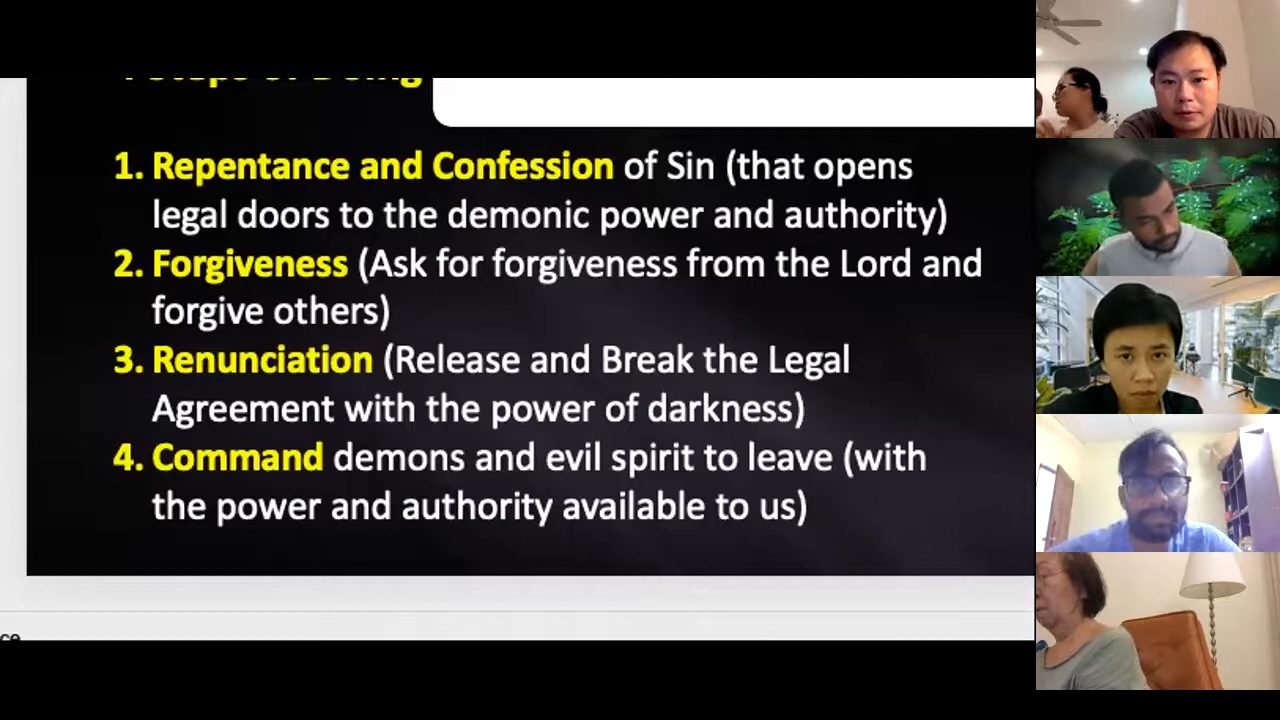 1. Repentance and Confession of Sin (that opens
legal doors to the demonic power and authority)
2. Forgiveness (Ask for forgiveness from the Lord and
forgive others)
3. Renunciation (Release and Break the Legal
Agreement with the power of darkness)
4. Command demons and evil spirit to leave (with
the power and authority available to us)